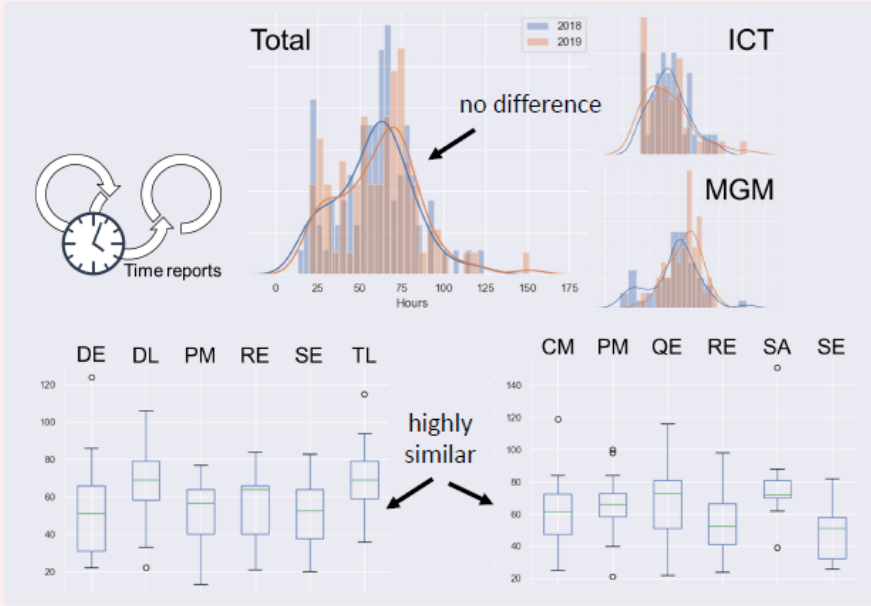 Total
2018
2019
ICT
no difference
MGM
Time reports
0 25 50 75 100 125 150 175
Hours
DE DL PM RE SE TL
120
100
80
60
40
20
highly
similar
CM PM QE RE SA SE
140
120
100
80
60
40
20